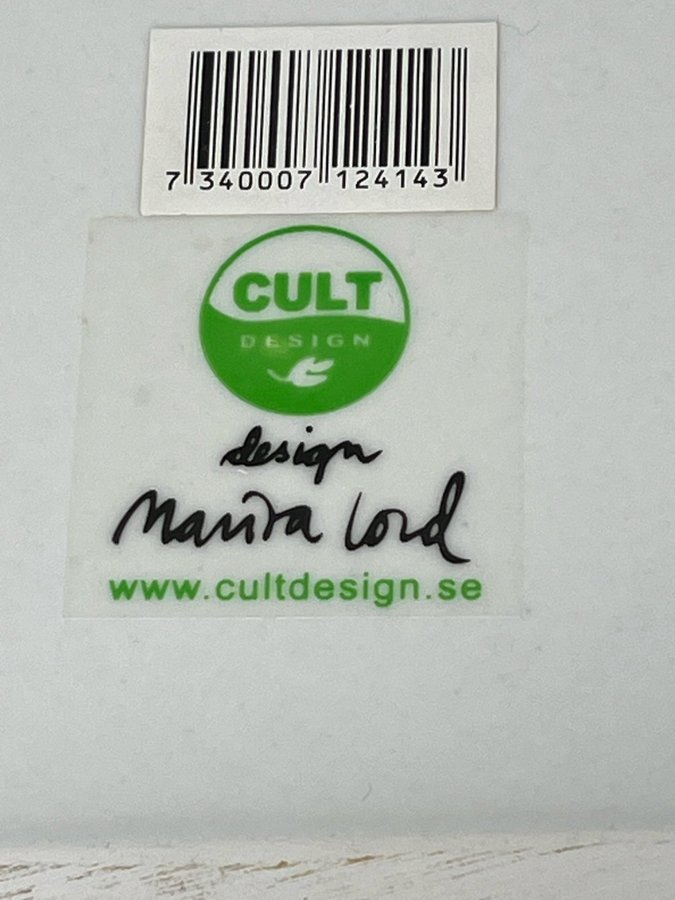 7 340007 124143
CULT
DESIGN
design
Marita Lord
www.cultdesign.se